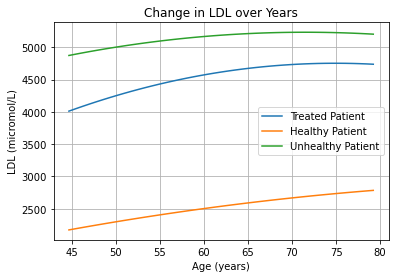 Change in LDL over Years
LDL (micromol/L)
5000
4500
4000
3500
3000
2500
Treated Patient
Healthy Patient
Unhealthy Patient
45 50 55 60 65 70 75 80
Age (years)